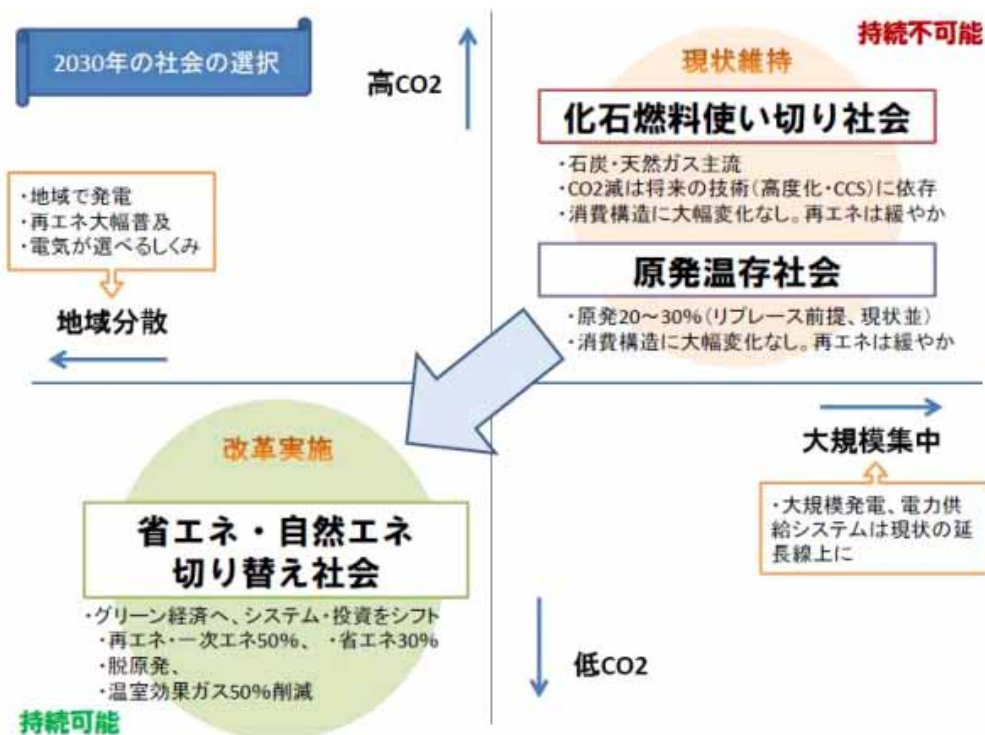 2030年の社会の選択
高CO2
持続不可能
現状維持
化石燃料使い切り社会
・石炭・天然ガス主流
・CO2減は将来の技術(高度化・CCS)に依存
・消費構造に大幅変化なし。再エネは緩やか
原発温存社会
・原発20～30%(リプレース前提、現状並)
・消費構造に大幅変化なし。再エネは緩やか
・地域で発電
・再エネ大幅普及
・電気が選べるしくみ
地域分散
大規模集中
・大規模発電、電力供
給システムは現状の延
長線上に
改革実施
省エネ・自然エネ
切り替え社会
・グリーン経済へ、システム・投資をシフト
・再エネ・一次エネ50%、 ・省エネ30%
・脱原発、
・温室効果ガス50%削減
低CO2
持続可能